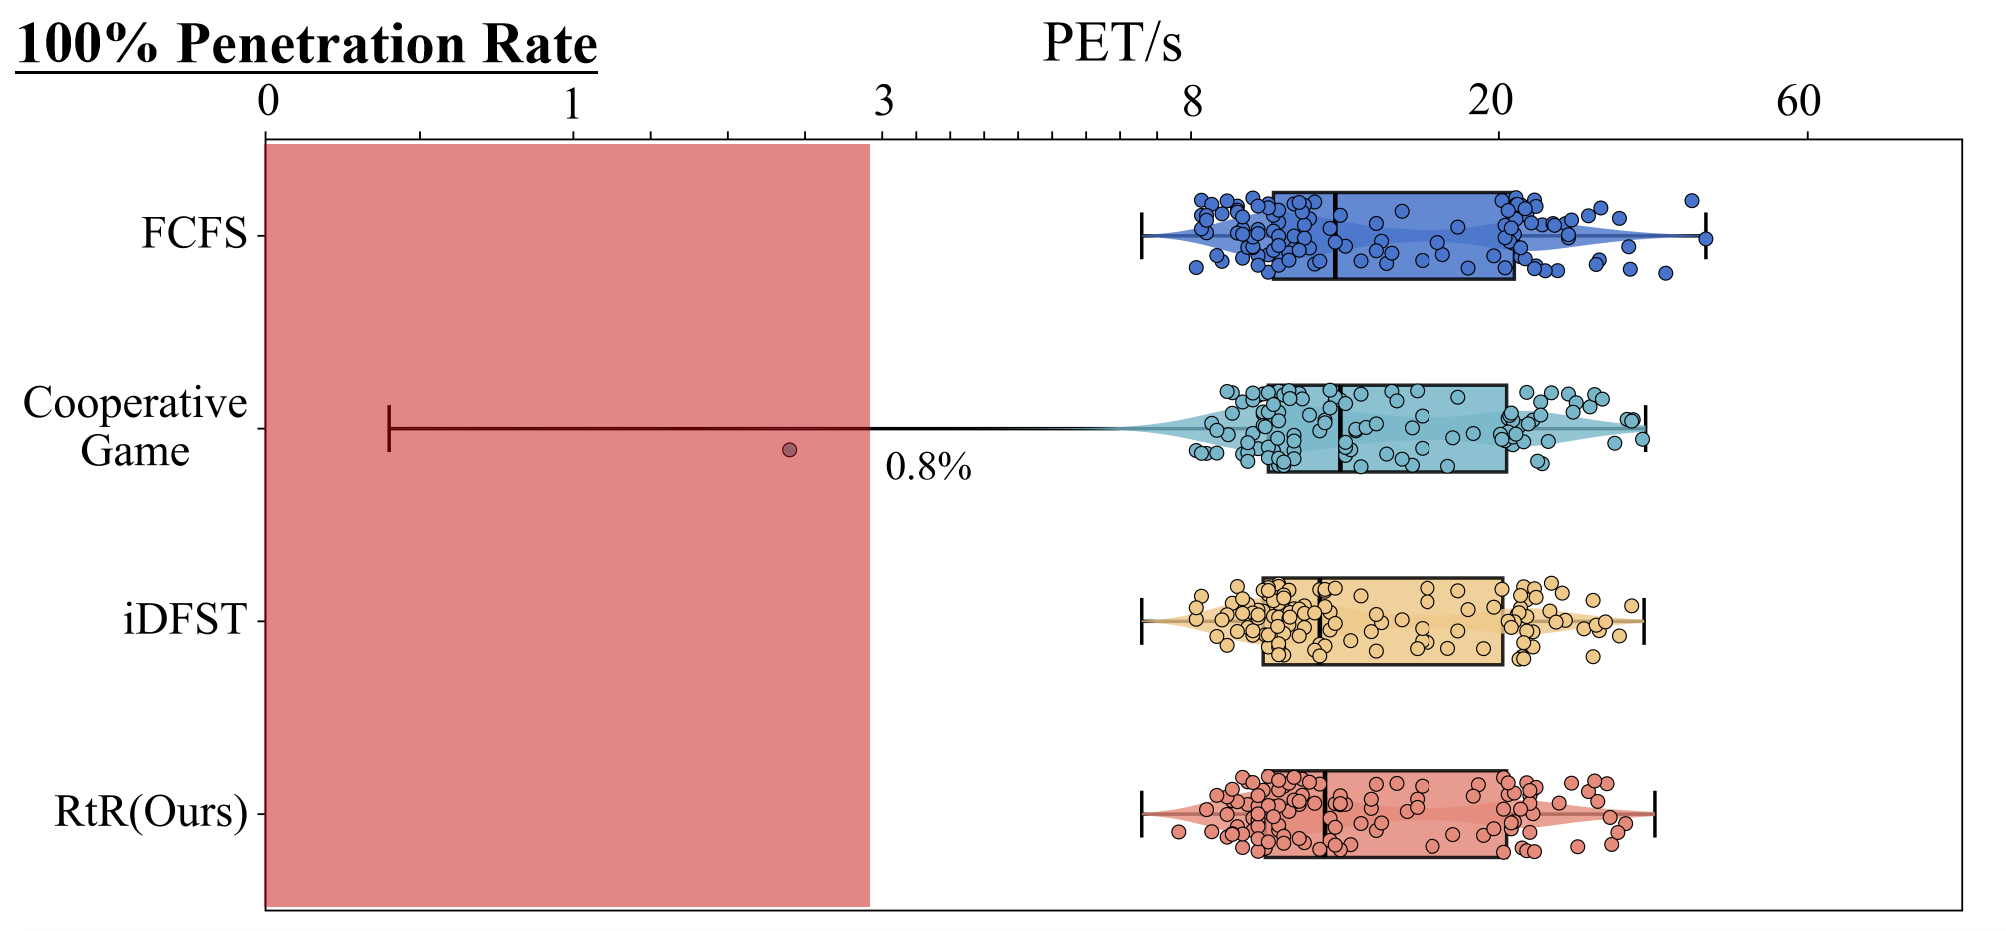 100% Penetration Rate
PET/s
0 1 3 8 20 60
FCFS
Cooperative
Game
0.8%
iDFST
RtR(Ours)